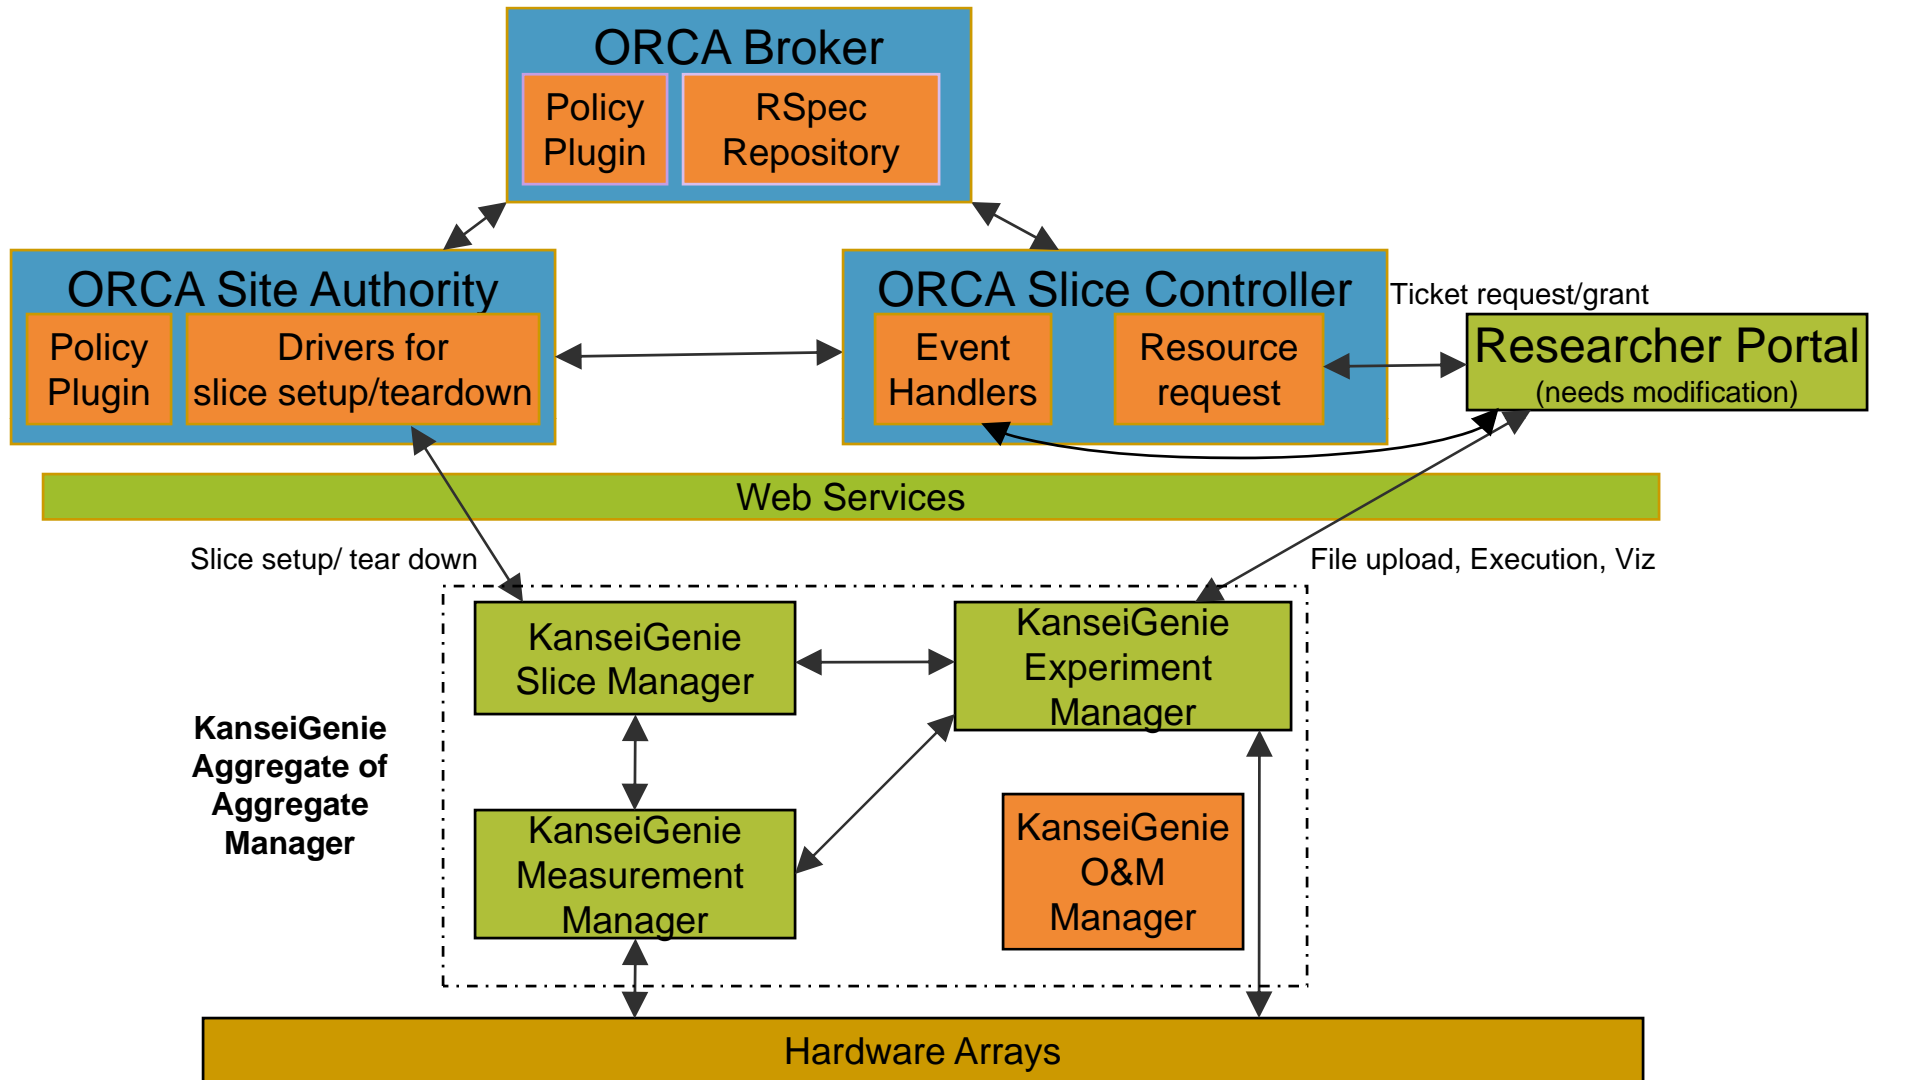 ORCA Broker
Policy
Plugin
RSpec
Repository
ORCA Site Authority
Policy
Plugin
Drivers for
slice setup/teardown
ORCA Slice Controller
Event
Handlers
Resource
request
Ticket request/grant
Researcher Portal
(needs modification)
Web Services
Slice setup/ tear down
File upload, Execution, Viz
KanseiGenie
Slice Manager
KanseiGenie
Experiment
Manager
KanseiGenie
Aggregate of
Aggregate
Manager
KanseiGenie
Measurement
Manager
KanseiGenie
O&M
Manager
Hardware Arrays